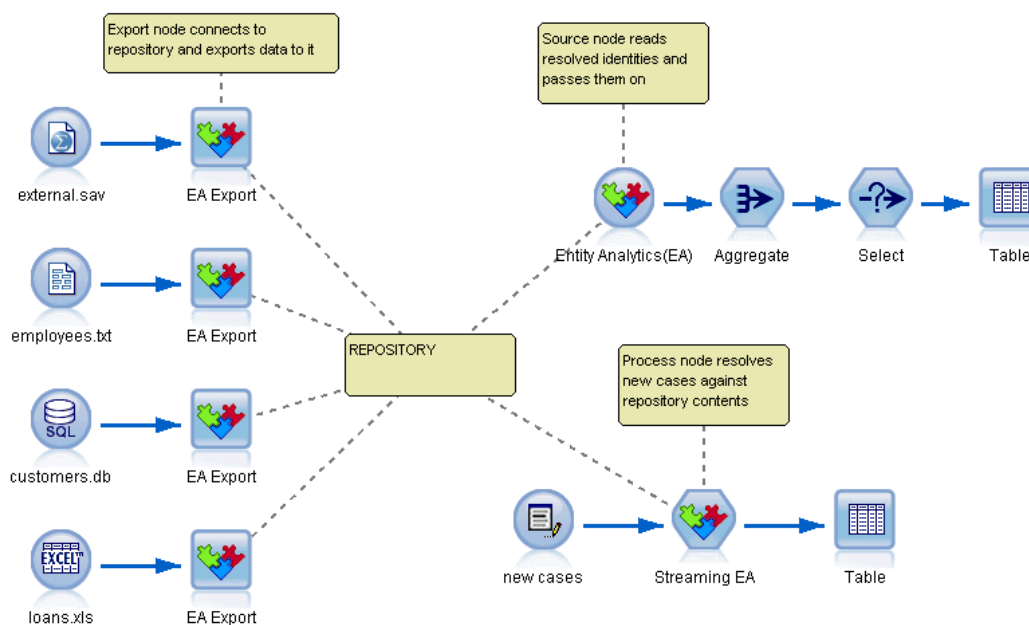 Export node connects to
repository and exports data to it
Source node reads
resolved identities and
passes them on
external.sav
EA Export
Entity Analytics(EA)
Aggregate
Select
Table
employees.txt
EA Export
REPOSITORY
Process node resolves
new cases against
repository contents
SQL
customers.db
EA Export
EXCEL
loans.xls
EA Export
new cases
Streaming EA
Table